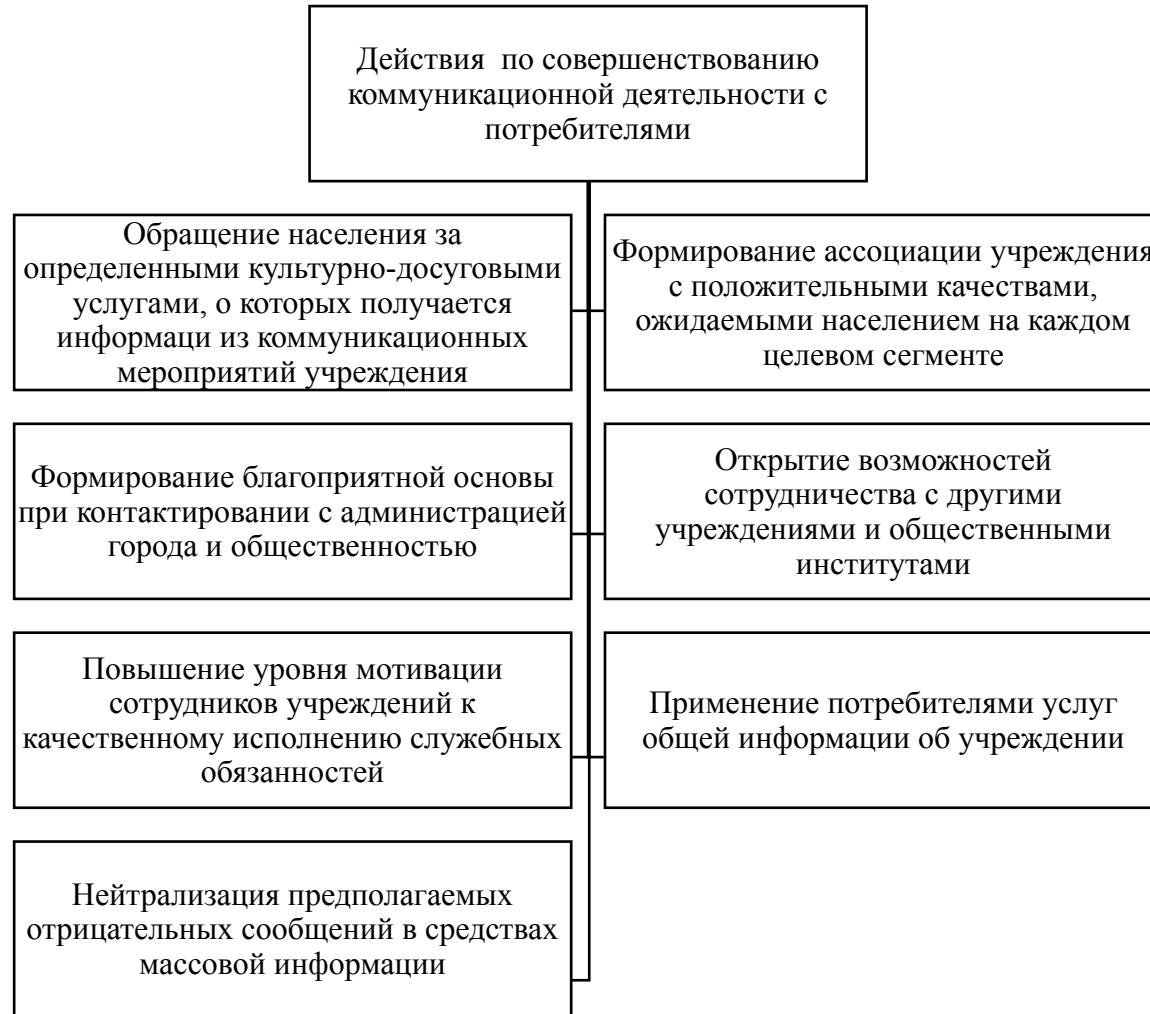 Действия по совершенствованию
коммуникационной деятельности с
потребителями
Обращение населения за
определенными культурно-досуговыми
услугами, о которых получается
информаци из коммуникационных
мероприятий учреждения
Формирование ассоциации учреждения
с положительными качествами,
ожидаемыми населением на каждом
целевом сегменте
Формирование благоприятной основы
при контактировании с администрацией
города и общественностью
Открытие возможностей
сотрудничества с другими
учреждениями и общественными
институтами
Повышение уровня мотивации
сотрудников учреждений к
качественному исполнению служебных
обязанностей
Применение потребителями услуг
общей информации об учреждении
Нейтрализация предполагаемых
отрицательных сообщений в средствах
массовой информации